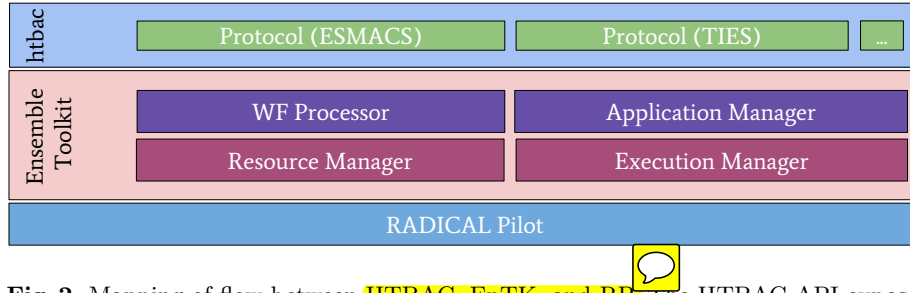 htbac
Protocol (ESMACS) Protocol (TIES) ...
Ensemble
Toolkit
WF Processor Application Manager
Resource Manager Execution Manager
RADICAL Pilot
Fig. 2. Mapping of flow between HTBAC, EnTK, and RP. HTBAC API